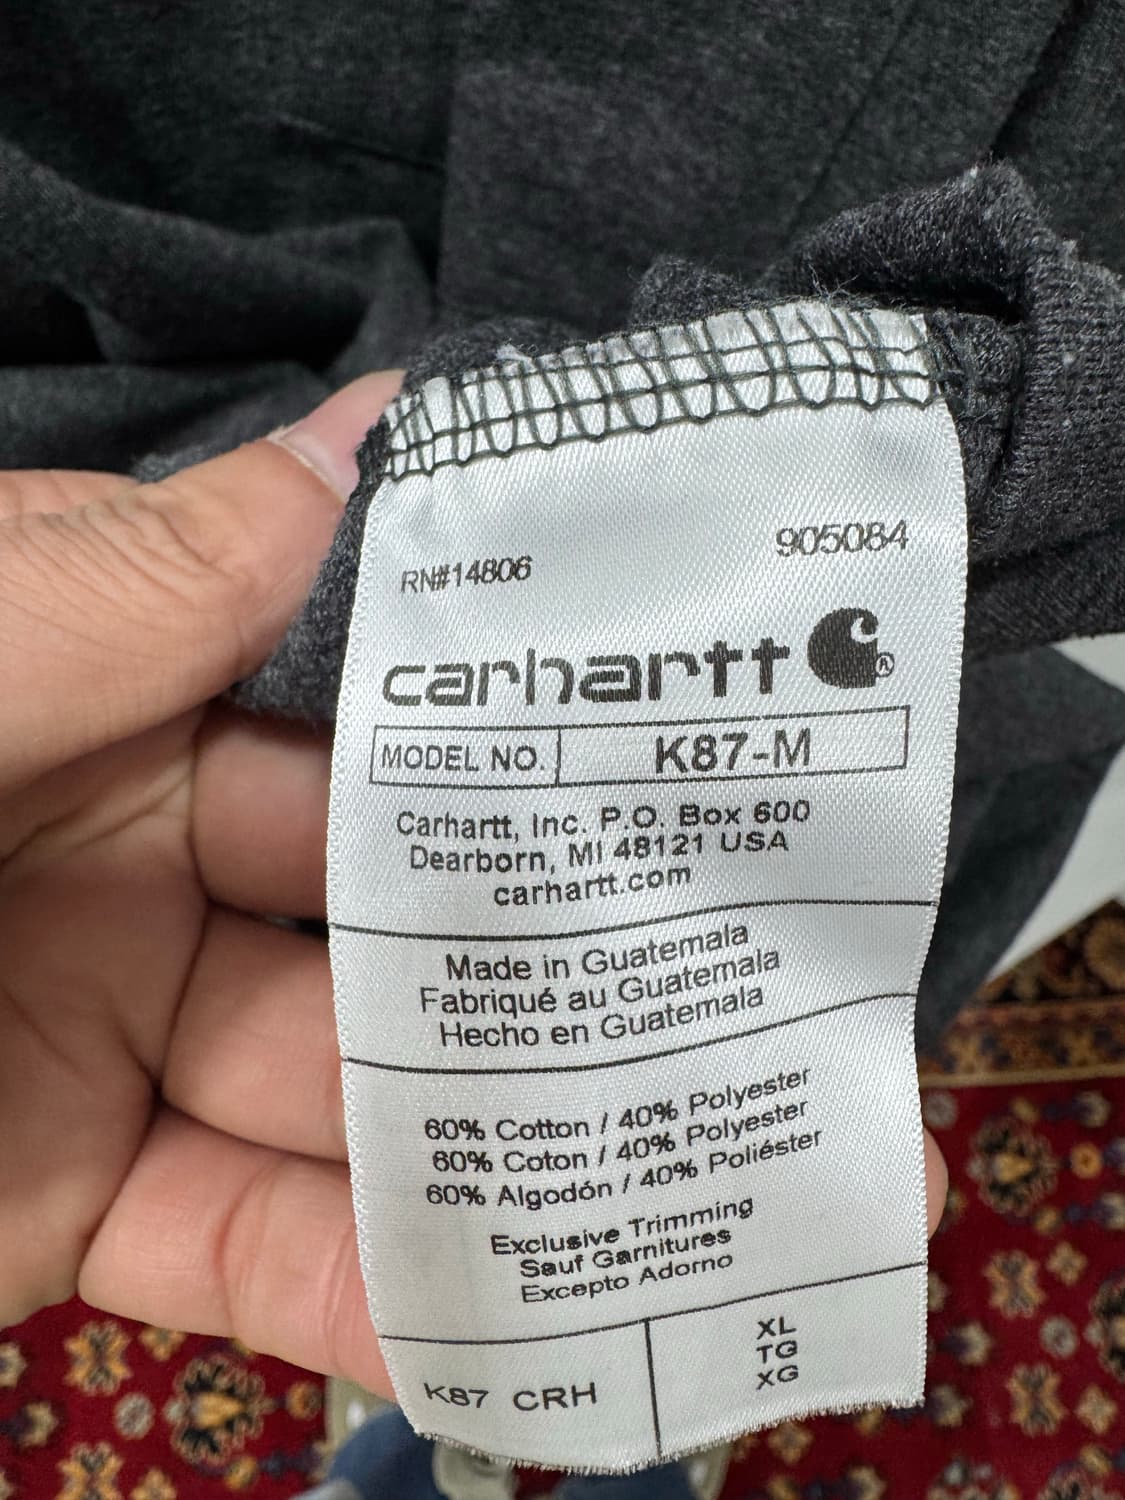 RN#14806 905084
carhartt ®
MODEL NO. K87-M
Carhartt, Inc. P.O. Box 600
Dearborn, MI 48121 USA
carhartt.com
Made in Guatemala
Fabriqué au Guatemala
Hecho en Guatemala
60% Cotton / 40% Polyester
60% Coton / 40% Polyester
60% Algodón / 40% Poliéster
Exclusive Trimming
Sauf Garnitures
Excepto Adorno
K87 CRH
XL
TG
XG